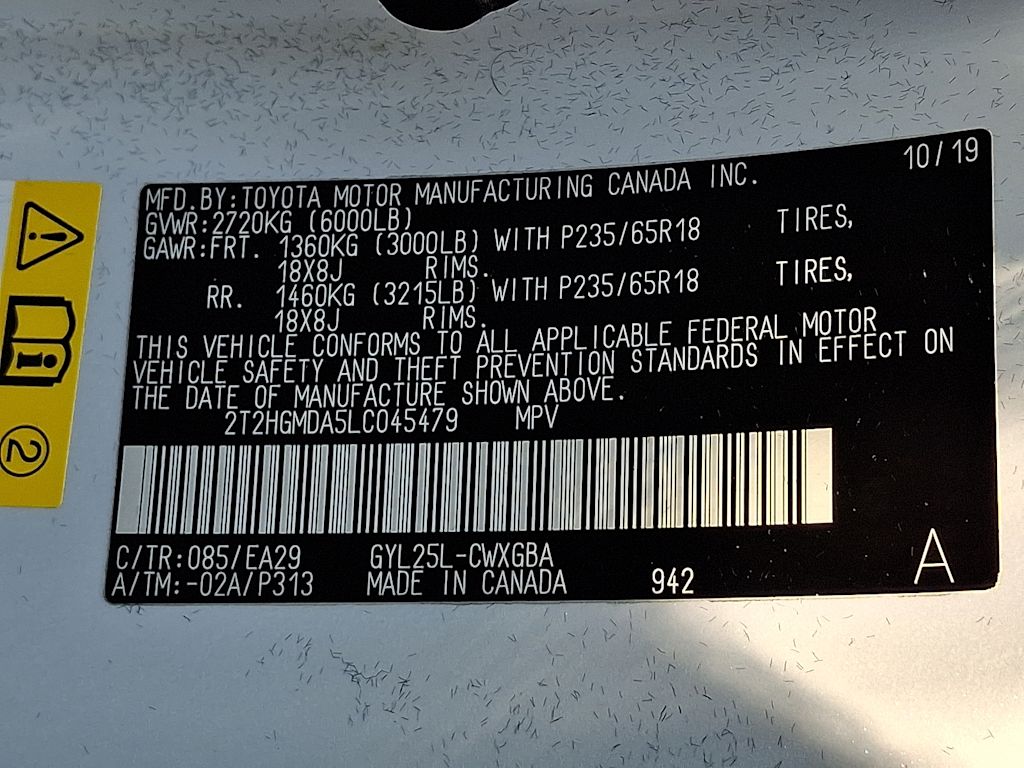 10/19
MFD.BY:TOYOTA MOTOR MANUFACTURING CANADA INC.
GVWR:2720KG (6000LB)
GAWR:FRT. 1360KG (3000LB) WITH P235/65R18 TIRES,
18X8J RIMS.
RR. 1460KG (3215LB) WITH P235/65R18 TIRES,
18X8J RIMS.
THIS VEHICLE CONFORMS TO ALL APPLICABLE FEDERAL MOTOR
VEHICLE SAFETY AND THEFT PREVENTION STANDARDS IN EFFECT ON
THE DATE OF MANUFACTURE SHOWN ABOVE.
2T2HGMDA5LC045479 MPV
C/TR:085/EA29 GYL25L-CWXGBA
A/TM:-02A/P313 MADE IN CANADA 942 A
2